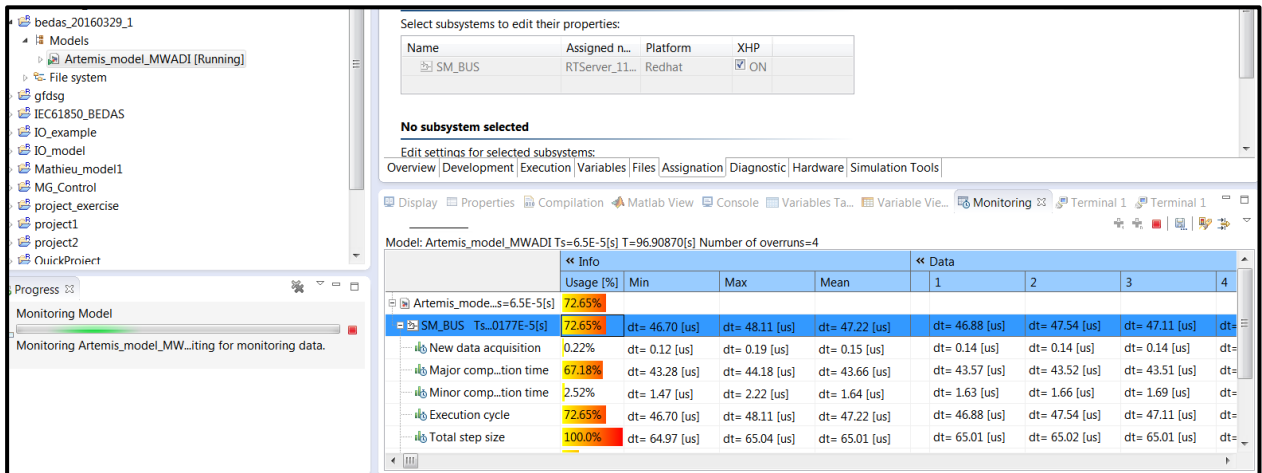 bedas_20160329_1
Models
Artemis_model_MWADI [Running]
File system
gfdsg
IEC61850_BEDAS
IO_example
IO_model
Mathieu_model1
MG_Control
project_exercise
project1
project2
QuickProject
Progress
Monitoring Model
Monitoring Artemis_model_MW...iting for monitoring data.
Select subsystems to edit their properties:
Name Assigned n... Platform XHP
SM_BUS RTServer_11... Redhat ON
No subsystem selected
Edit settings for selected subsystems:
Overview Development Execution Variables Files Assignation Diagnostic Hardware Simulation Tools
Display Properties Compilation Matlab View Console Variables Ta... Variable Vie... Monitoring Terminal 1 Terminal 1
Model: Artemis_model_MWADI Ts=6.5E-5[s] T=96.90870[s] Number of overruns=4
« Info « Data
Usage [%] Min Max Mean 1 2 3 4
Artemis_mode...s=6.5E-5[s] 72.65%
SM_BUS Ts...0177E-5[s] 72.65% dt= 46.70 [us] dt= 48.11 [us] dt= 47.22 [us] dt= 46.88 [us] dt= 47.54 [us] dt= 47.11 [us] dt=
New data acquisition 0.22% dt= 0.12 [us] dt= 0.19 [us] dt= 0.15 [us] dt= 0.14 [us] dt= 0.14 [us] dt= 0.14 [us] dt=
Major comp...tion time 67.18% dt= 43.28 [us] dt= 44.18 [us] dt= 43.66 [us] dt= 43.57 [us] dt= 43.52 [us] dt= 43.51 [us] dt=
Minor comp...tion time 2.52% dt= 1.47 [us] dt= 2.22 [us] dt= 1.64 [us] dt= 1.63 [us] dt= 1.66 [us] dt= 1.69 [us] dt=
Execution cycle 72.65% dt= 46.70 [us] dt= 48.11 [us] dt= 47.22 [us] dt= 46.88 [us] dt= 47.54 [us] dt= 47.11 [us] dt=
Total step size 100.0% dt= 64.97 [us] dt= 65.04 [us] dt= 65.01 [us] dt= 65.01 [us] dt= 65.02 [us] dt= 65.01 [us] dt=